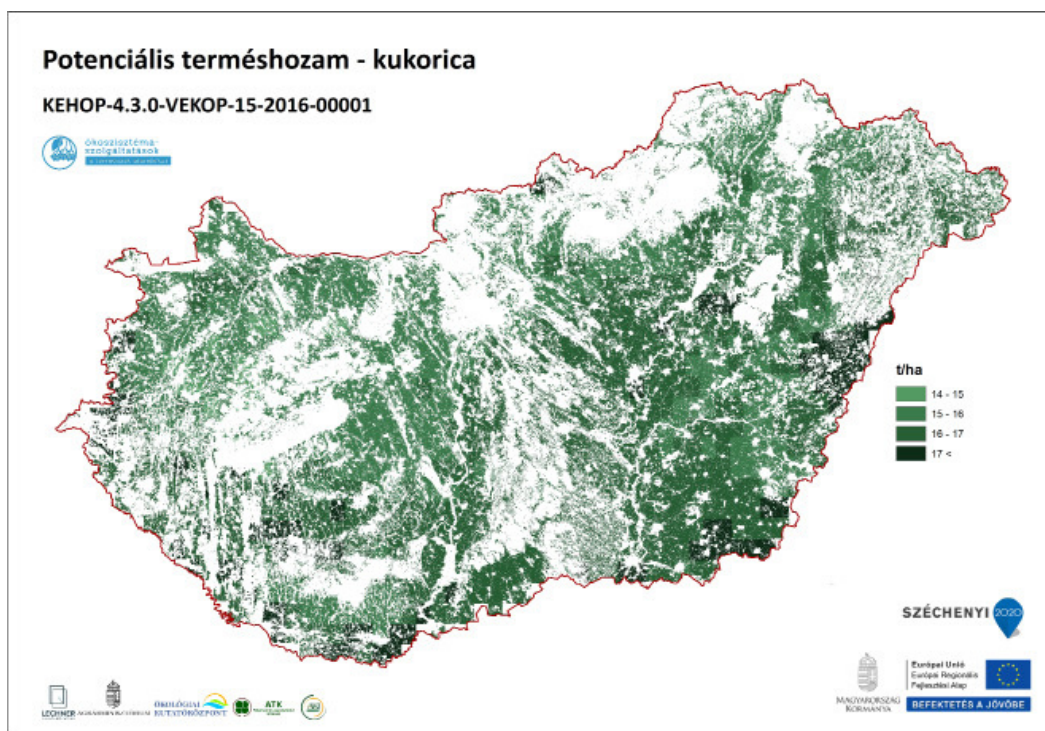 Potenciális terméshozam - kukorica
KEHOP-4.3.0-VEKOP-15-2016-00001
ökoszisztéma-
szolgáltatások
t/ha
14 - 15
15 - 16
16 - 17
17 <
SZÉCHENYI 2020
MAGYARORSZÁG
KORMÁNYA
Európai Unió
Európai Regionális
Fejlesztési Alap
BEFEKTETÉS A JÖVŐBE
LECHNER
AGRÁRMINISZTÉRIUM
ÖKOLÓGIAI
KUTATÓKÖZPONT
ATK